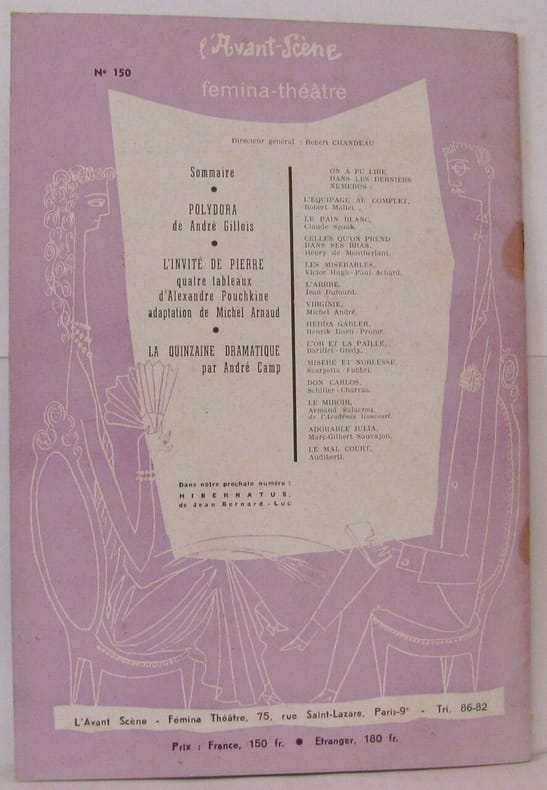 l'Avant-Scène
N° 150
femina-théâtre
Directeur général : Robert CHANDEAU
Sommaire
POLYDORA
de André Gillois
L'INVITÉ DE PIERRE
quatre tableaux
d'Alexandre Pouchkine
adaptation de Michel Arnaud
LA QUINZAINE DRAMATIQUE
par André Camp
Dans notre prochain numéro :
HIBERNATUS,
de Jean Bernard-Luc
ON A PU LIRE
DANS LES DERNIERS
NUMEROS :
L'EQUIPAGE AU COMPLET,
Robert Mallet.
LE PAIN BLANC,
Claude Spaak.
CELLES QU'ON PREND
DANS SES BRAS,
Henry de Montherlant.
LES MISERABLES,
Victor Hugo-Paul Achard.
L'ARBRE,
Jean Dutourd.
VIRGINIE,
Michel André.
HEDDA GABLER,
Henrik Ibsen-Prozor.
L'OR ET LA PAILLE,
Barillet-Grédy.
MISERE ET NOBLESSE,
Scarpetta-Fabbri.
DON CARLOS,
Schiller-Charras.
LE MIROIR,
Armand Salacrou,
de l'Académie Goncourt.
ADORABLE JULIA,
Marc-Gilbert Sauvajon.
LE MAL COURT,
Audiberti.
L'Avant Scène - Fémina Théâtre, 75, rue Saint-Lazare, Paris-9e - Tri. 86-82
Prix : France, 150 fr. ● Etranger, 180 fr.